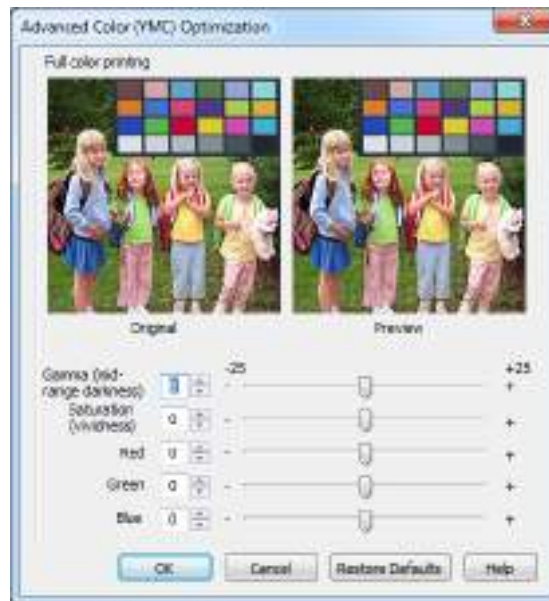 Advanced Color (YMC) Optimization
Full color printing
Original Preview
-25 +25
Gamma (mid-
range darkness) 0 - +
Saturation
(vividness) 0 - +
Red 0 - +
Green 0 - +
Blue 0 - +
OK Cancel Restore Defaults Help